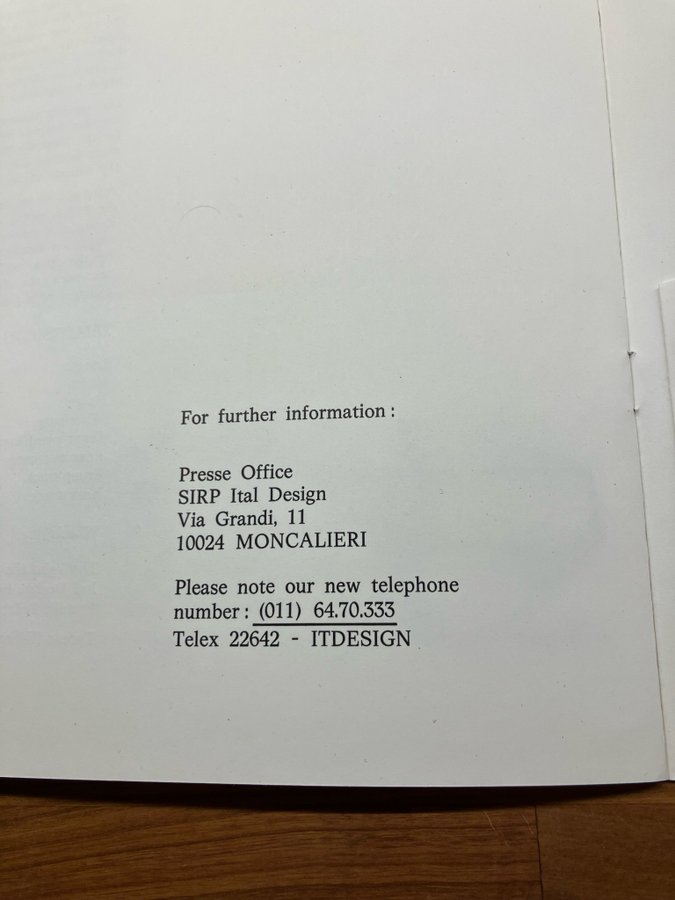 For further information :
Presse Office
SIRP Ital Design
Via Grandi, 11
10024 MONCALIERI
Please note our new telephone
number : (011) 64.70.333
Telex 22642 - ITDESIGN